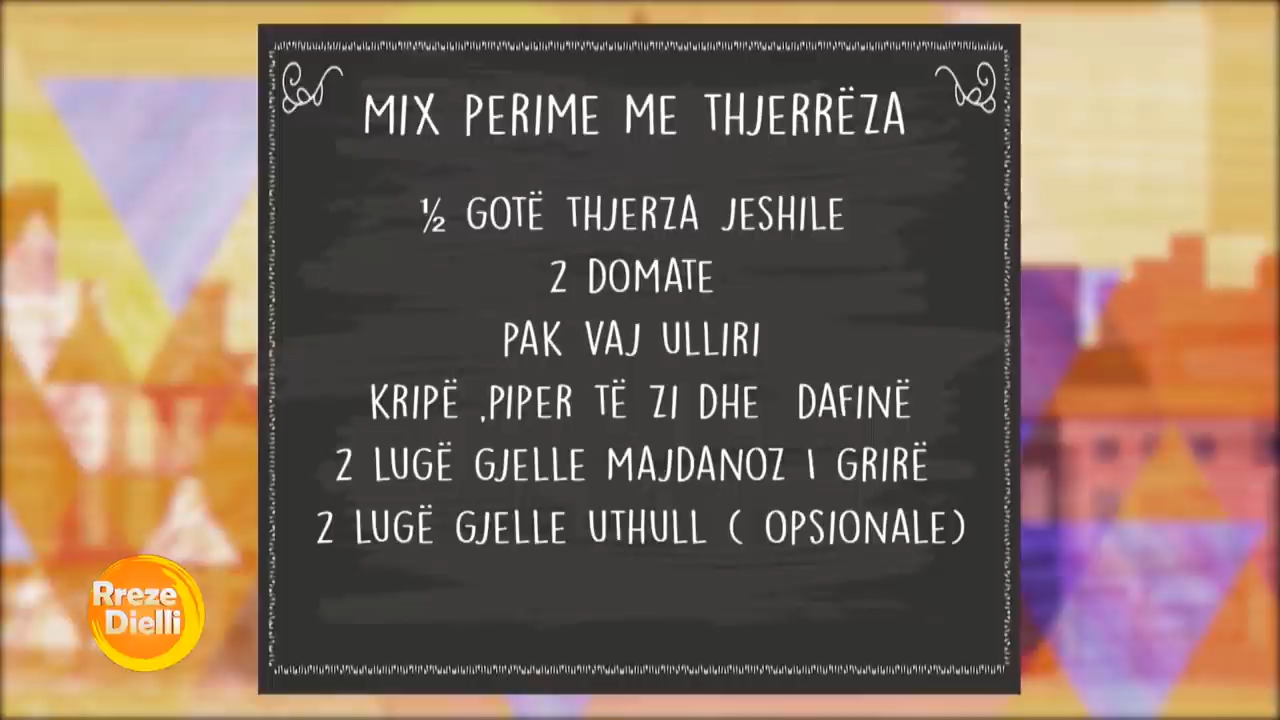 MIX PERIME ME THJERRËZA
½ GOTË THJERZA JESHILE
2 DOMATE
PAK VAJ ULLIRI
KRIPË ,PIPER TË ZI DHE DAFINË
2 LUGË GJELLE MAJDANOZ I GRIRË
2 LUGË GJELLE UTHULL ( OPSIONALE)
Rreze
Dielli